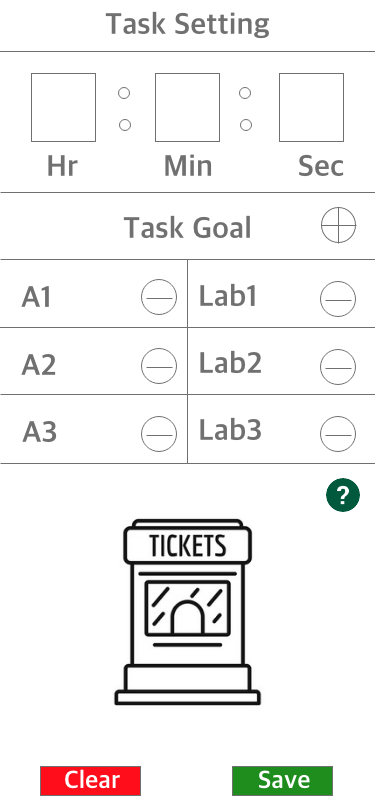 Task Setting
Hr Min Sec
Task Goal
A1 Lab1
A2 Lab2
A3 Lab3
?
TICKETS
Clear Save